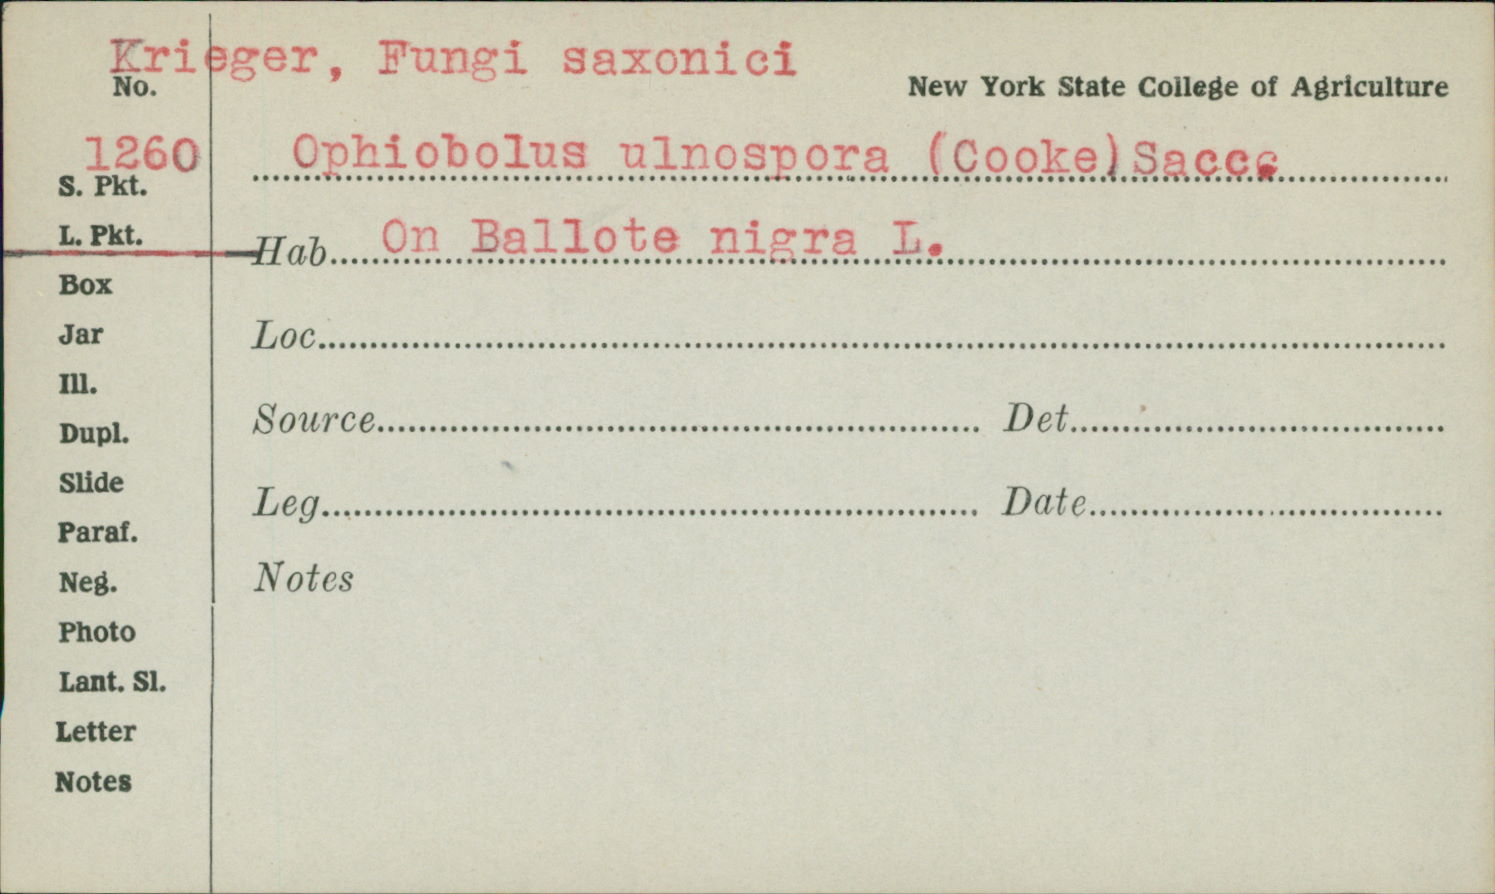 Krieger, Fungi saxonici
No.
New York State College of Agriculture
1260 Ophiobolus ulnospora (Cooke)Sacc.
S. Pkt.
L. Pkt.
Hab. On Ballote nigra L.
Box
Jar
Loc.
Ill.
Source Det.
Dupl.
Slide
Leg. Date
Paraf.
Neg.
Notes
Photo
Lant. Sl.
Letter
Notes